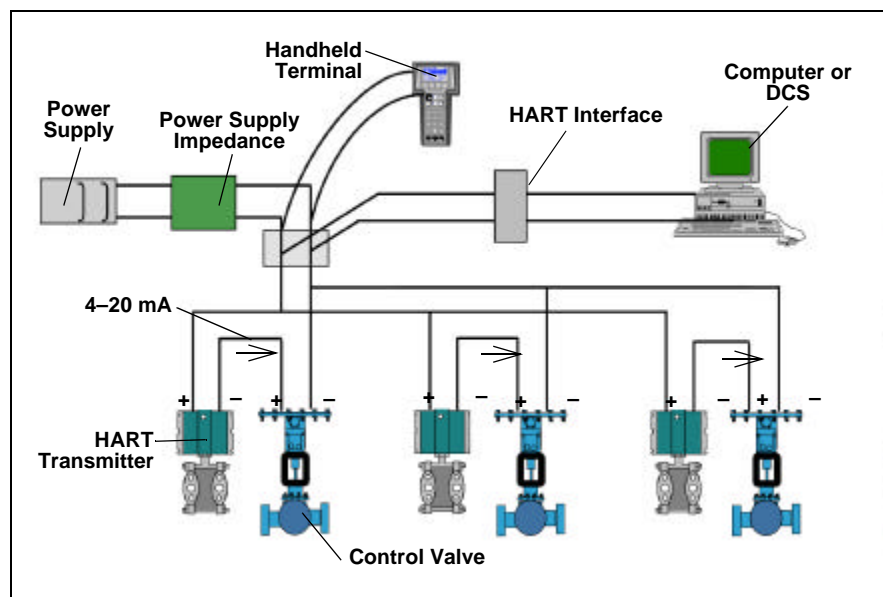 Handheld
Terminal
Computer or
DCS
Power
Supply
Power Supply
Impedance
HART Interface
4–20 mA
+ – + –
+ – + –
+ – + –
HART
Transmitter
Control Valve